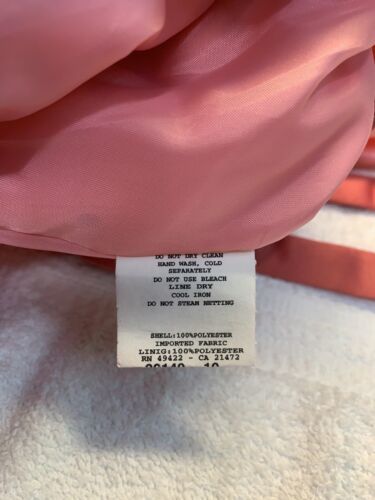 DO NOT DRY CLEAN
HAND WASH, COLD
SEPARATELY
DO NOT USE BLEACH
LINE DRY
COOL IRON
DO NOT STEAM NETTING
SHELL:100%POLYESTER
IMPORTED FABRIC
LINIG:100%POLYESTER
RN 49422 - CA 21472